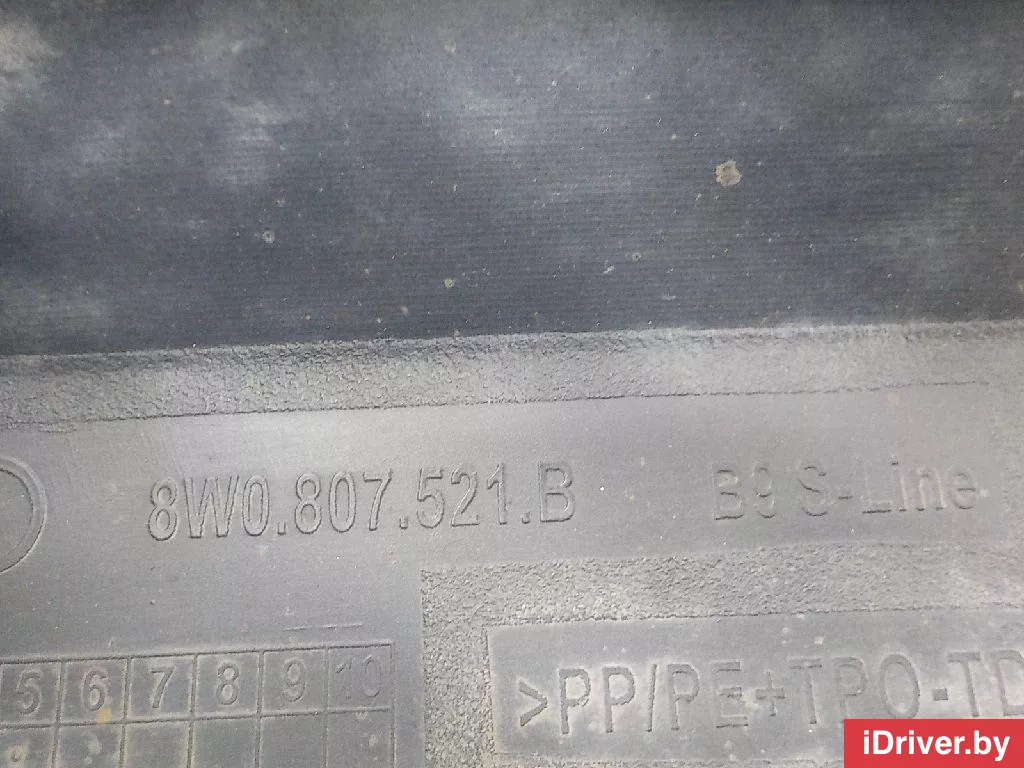 8W0.807.521.B B9 S-Line
5 6 7 8 9 10
>PP/PE+TPO-TD
iDriver.by